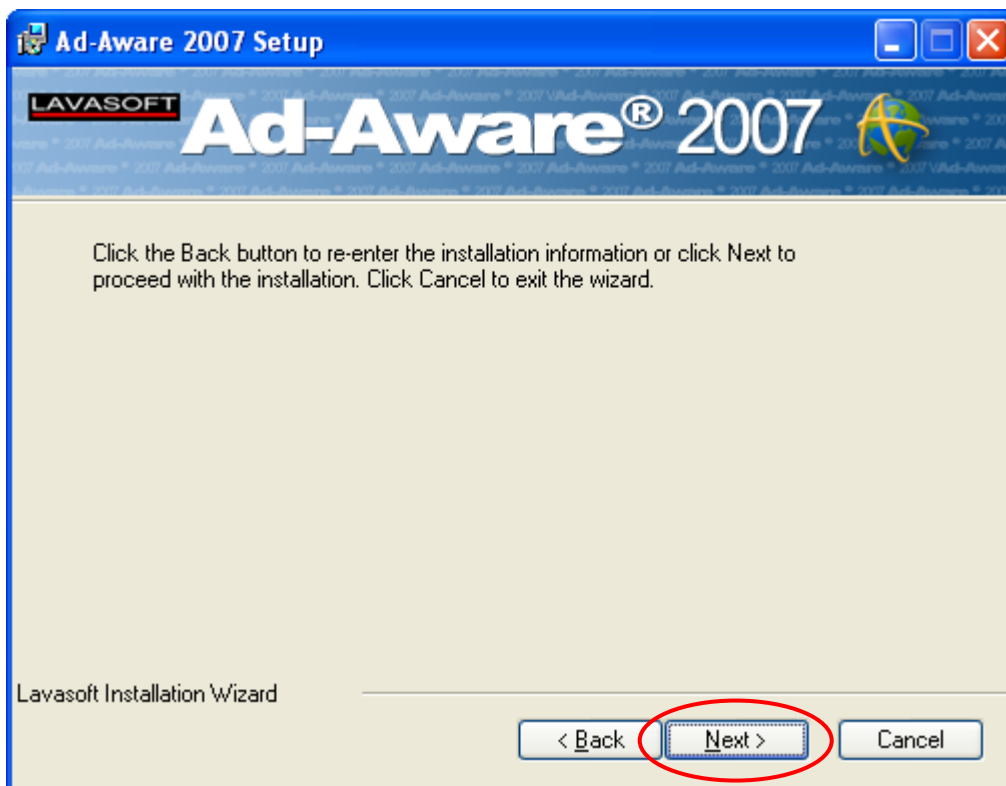 Ad-Aware 2007 Setup
LAVASOFT
Ad-Aware® 2007
Click the Back button to re-enter the installation information or click Next to
proceed with the installation. Click Cancel to exit the wizard.
Lavasoft Installation Wizard
< Back
Next >
Cancel